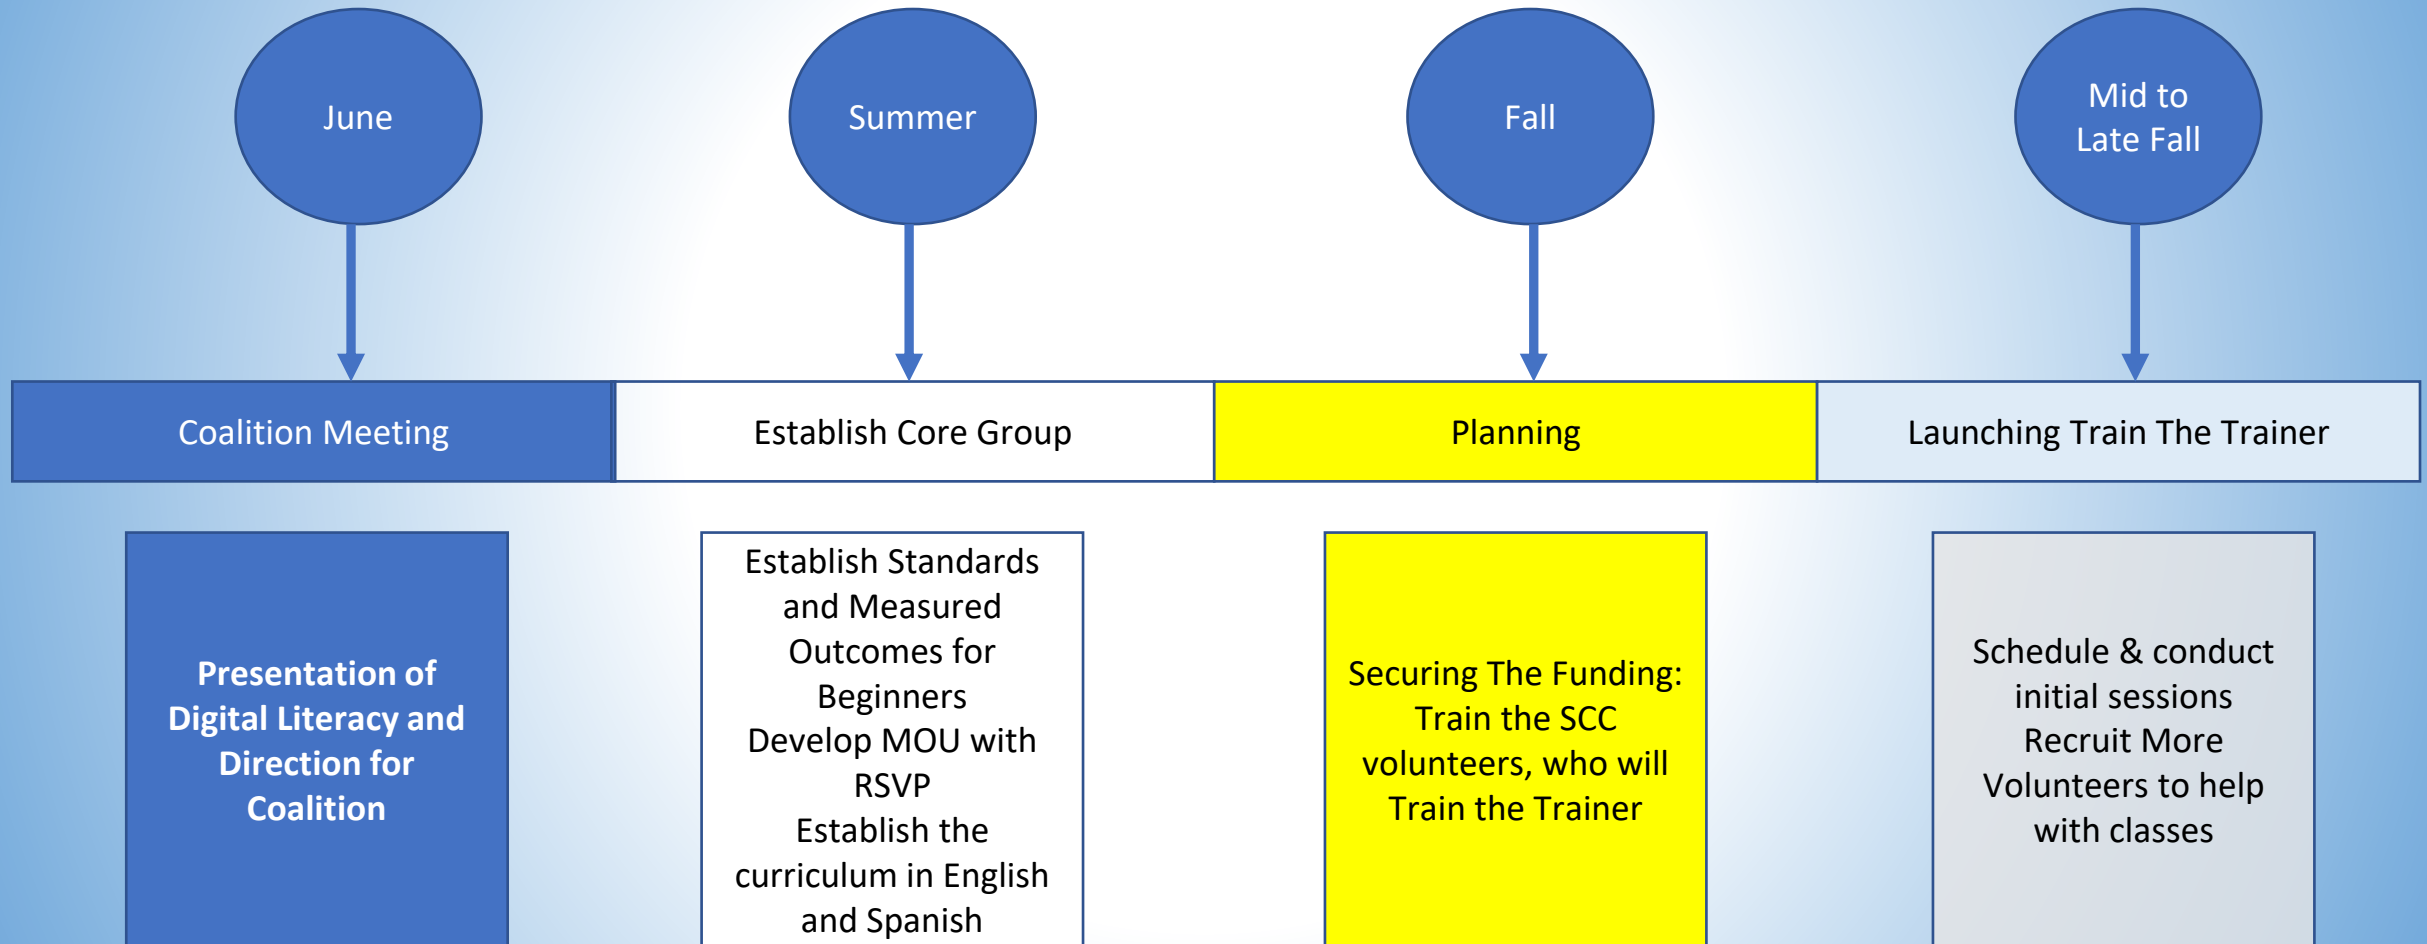 June
Summer
Fall
Mid to
Late Fall
Coalition Meeting
Establish Core Group
Planning
Launching Train The Trainer
Presentation of
Digital Literacy and
Direction for
Coalition
Establish Standards
and Measured
Outcomes for
Beginners
Develop MOU with
RSVP
Establish the
curriculum in English
and Spanish
Securing The Funding:
Train the SCC
volunteers, who will
Train the Trainer
Schedule & conduct
initial sessions
Recruit More
Volunteers to help
with classes